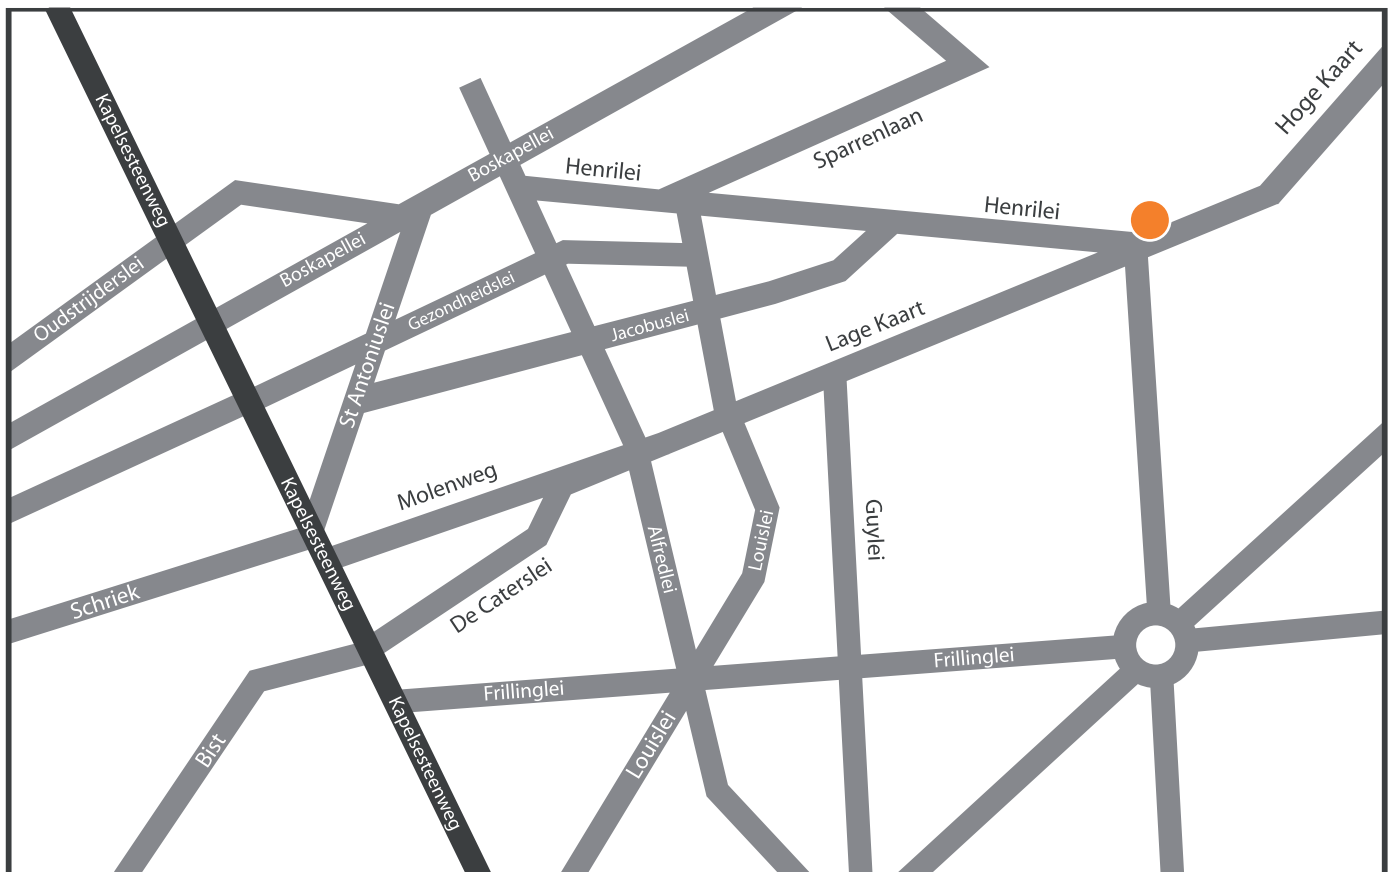 Hoge Kaart
Kapelsesteenweg
Sparrenlaan
Boskapellei
Henrilei
Henrilei
Oudstrijderslei
Boskapellei
Gezondheidslei
Jacobuslei
Lage Kaart
St Antoniuslei
Molenweg
Kapelsesteenweg
Guylei
Louislei
Alfredlei
Schriek
De Caterslei
Frillinglei
Frillinglei
Bist
Louislei
Kapelsesteenweg